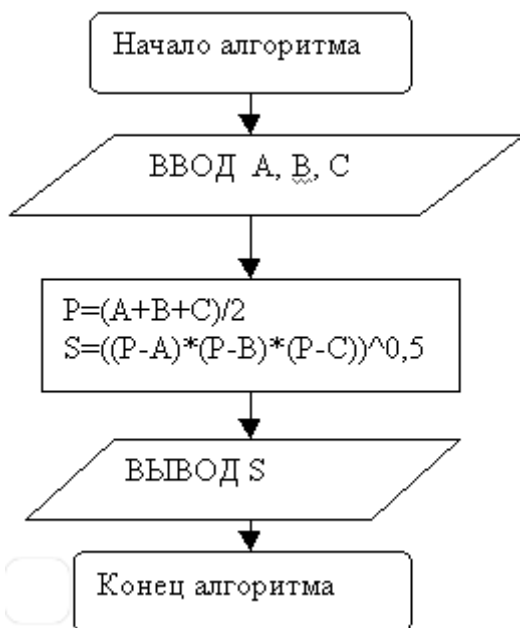 Начало алгоритма
ВВОД А, В, С
P=(A+B+C)/2
S=((P-A)*(P-B)*(P-C))^0,5
ВЫВОД S
Конец алгоритма